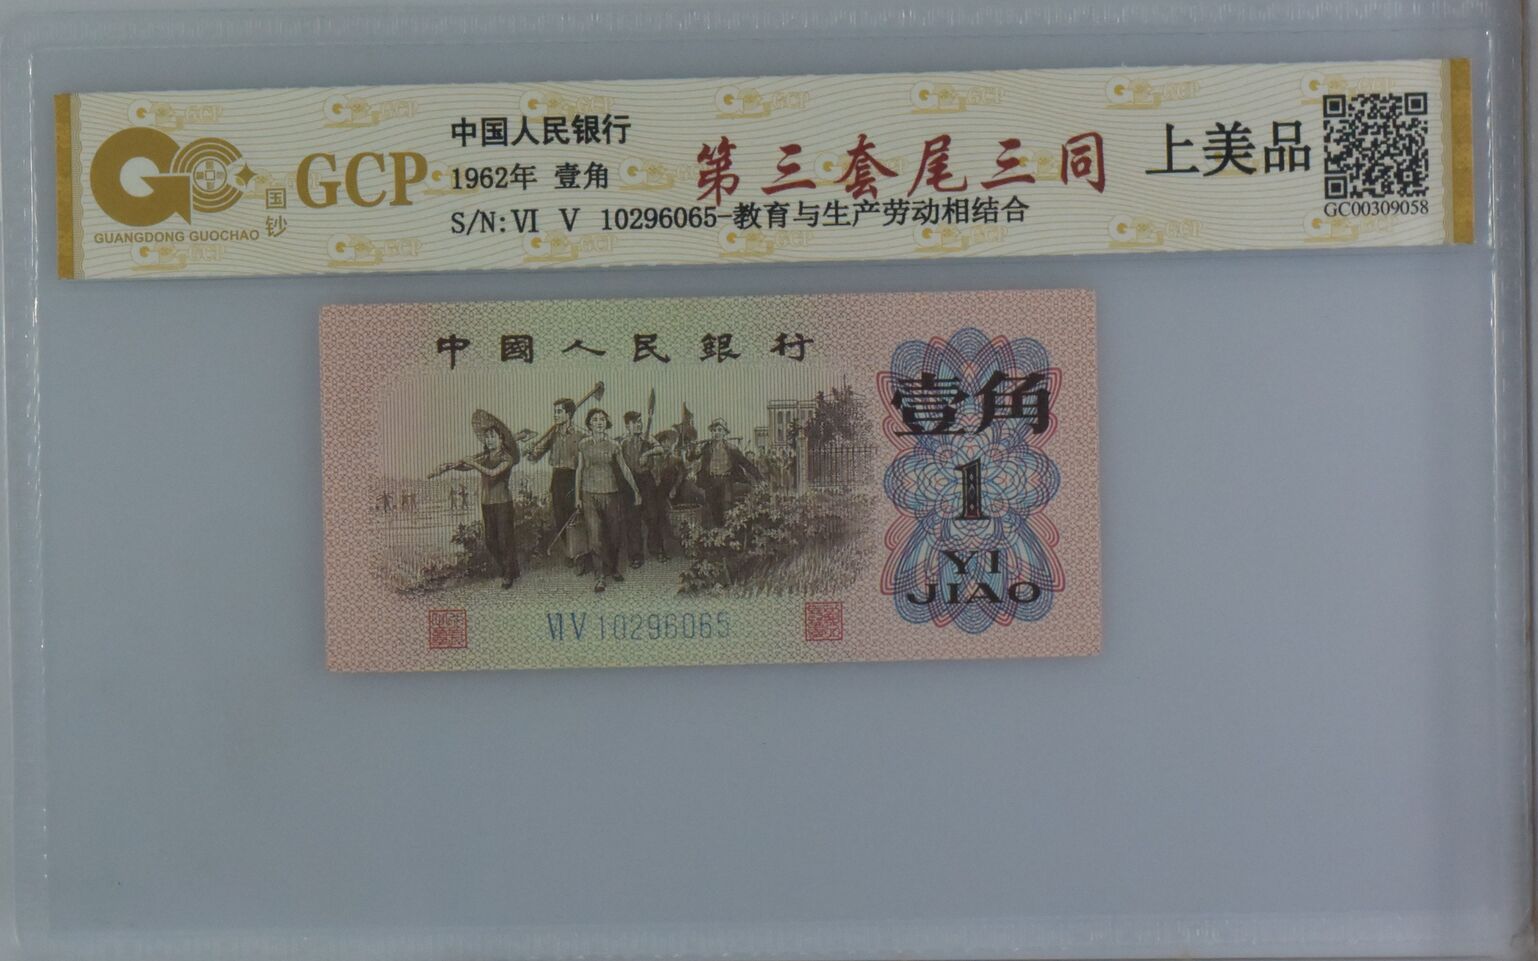 GUANGDONG GUOCHAO
国钞
GCP
中国人民银行
1962年 壹角
S/N: Ⅵ Ⅴ 10296065-教育与生产劳动相结合
第三套尾三同
上美品
GC00309058
中國人民銀行
壹角
1
YI
JIAO
ⅥⅤ10296065